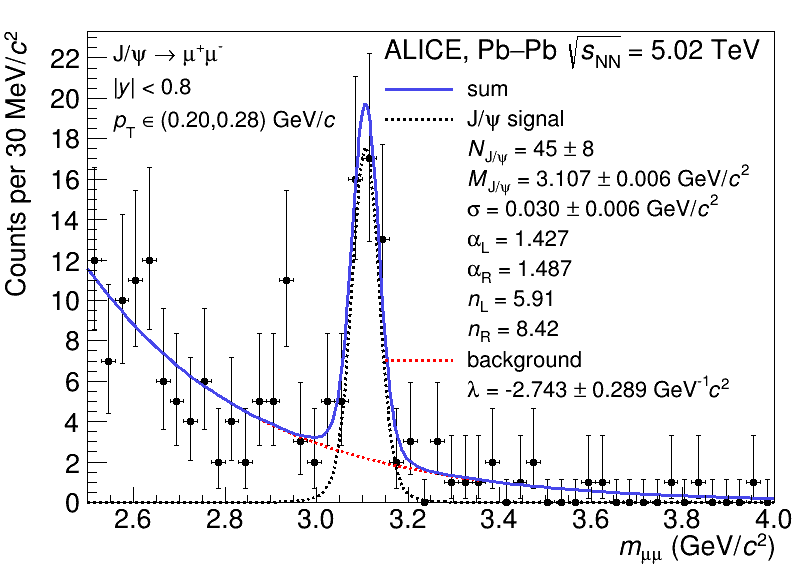 J/ψ → μ⁺μ⁻
|y| < 0.8
p_T ∈ (0.20,0.28) GeV/c
ALICE, Pb–Pb √s_NN = 5.02 TeV
sum
J/ψ signal
N_J/ψ = 45 ± 8
M_J/ψ = 3.107 ± 0.006 GeV/c²
σ = 0.030 ± 0.006 GeV/c²
α_L = 1.427
α_R = 1.487
n_L = 5.91
n_R = 8.42
background
λ = -2.743 ± 0.289 GeV⁻¹c²
Counts per 30 MeV/c²
22
20
18
16
14
12
10
8
6
4
2
0
2.6 2.8 3.0 3.2 3.4 3.6 3.8 4.0
m_μμ (GeV/c²)